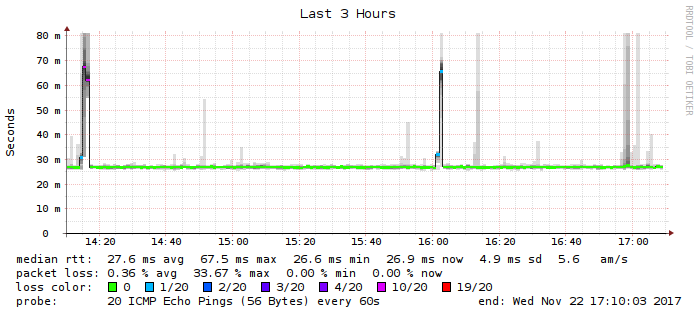 Last 3 Hours
RRDTOOL / TOBI OETIKER
Seconds
80 m
70 m
60 m
50 m
40 m
30 m
20 m
10 m
0
14:20 14:40 15:00 15:20 15:40 16:00 16:20 16:40 17:00
median rtt: 27.6 ms avg 67.5 ms max 26.6 ms min 26.9 ms now 4.9 ms sd 5.6 am/s
packet loss: 0.36 % avg 33.67 % max 0.00 % min 0.00 % now
loss color: 0 1/20 2/20 3/20 4/20 10/20 19/20
probe: 20 ICMP Echo Pings (56 Bytes) every 60s end: Wed Nov 22 17:10:03 2017